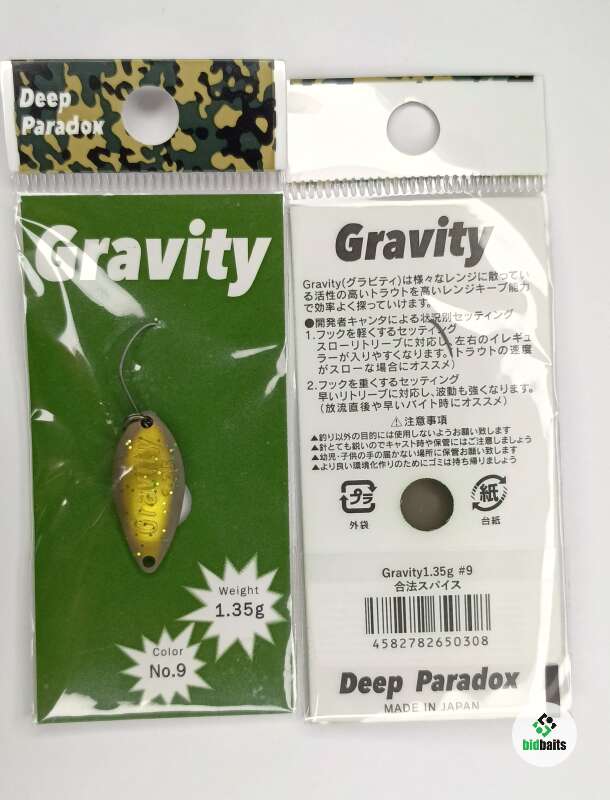 Deep
Paradox
Gravity
Gravity
Weight
1.35g
Color
No.9
Gravity
Gravity(グラビティ)は様々なレンジに散ってい
る活性の高いトラウトを高いレンジキープ能力
で効率よく探っていけます。
●開発者キャンタによる状況別セッティング
1.フックを軽くするセッティング
スローリトリーブに対応し、左右のイレギュ
ラーが入りやすくなります。(トラウトの速度
がスローな場合にオススメ)
2.フックを重くするセッティング
早いリトリーブに対応し、波動も強くなります。
(放流直後や早いバイト時にオススメ)
⚠注意事項
▲釣り以外の目的には使用しないようお願い致します
▲針とても鋭いのでキャスト時や保管にはご注意しましょう
▲幼児・子供の手の届かない場所に保管お願い致します
▲より良い環境化作りのためにゴミは持ち帰りましょう
プラ
外袋
紙
台紙
Gravity1.35g #9
合法スパイス
4582782650308
Deep Paradox
MADE IN JAPAN
bidbaits